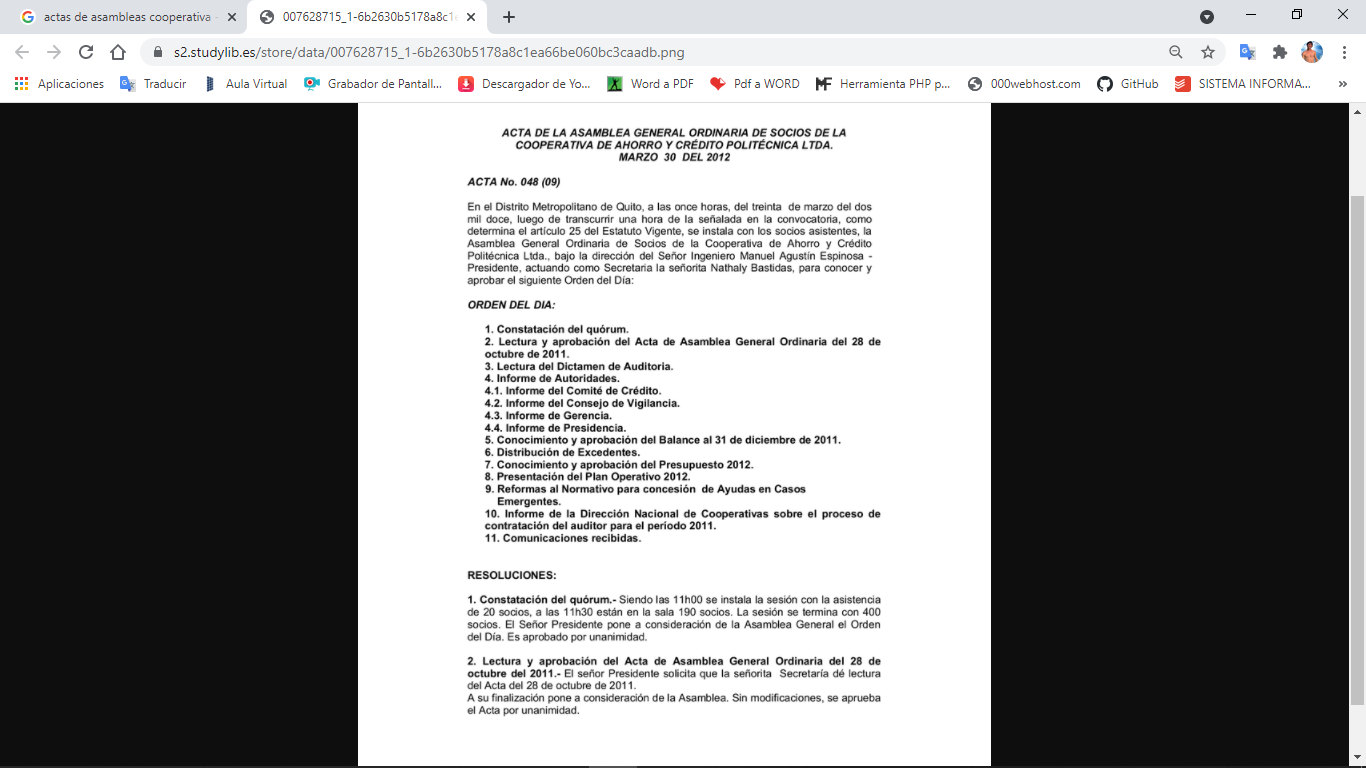 actas de asambleas cooperativa
007628715_1-6b2630b5178a8c1e
s2.studylib.es/store/data/007628715_1-6b2630b5178a8c1ea66be060bc3caadb.png
Aplicaciones Traducir Aula Virtual Grabador de Pantall... Descargador de Yo... Word a PDF Pdf a WORD Herramienta PHP p... 000webhost.com GitHub SISTEMA INFORMA... »
ACTA DE LA ASAMBLEA GENERAL ORDINARIA DE SOCIOS DE LA
COOPERATIVA DE AHORRO Y CRÉDITO POLITÉCNICA LTDA.
MARZO 30 DEL 2012
ACTA No. 048 (09)
En el Distrito Metropolitano de Quito, a las once horas, del treinta de marzo del dos
mil doce, luego de transcurrir una hora de la señalada en la convocatoria, como
determina el artículo 25 del Estatuto Vigente, se instala con los socios asistentes, la
Asamblea General Ordinaria de Socios de la Cooperativa de Ahorro y Crédito
Politécnica Ltda., bajo la dirección del Señor Ingeniero Manuel Agustín Espinosa -
Presidente, actuando como Secretaria la señorita Nathaly Bastidas, para conocer y
aprobar el siguiente Orden del Día:
ORDEN DEL DIA:
1. Constatación del quórum.
2. Lectura y aprobación del Acta de Asamblea General Ordinaria del 28 de
octubre de 2011.
3. Lectura del Dictamen de Auditoria.
4. Informe de Autoridades.
4.1. Informe del Comité de Crédito.
4.2. Informe del Consejo de Vigilancia.
4.3. Informe de Gerencia.
4.4. Informe de Presidencia.
5. Conocimiento y aprobación del Balance al 31 de diciembre de 2011.
6. Distribución de Excedentes.
7. Conocimiento y aprobación del Presupuesto 2012.
8. Presentación del Plan Operativo 2012.
9. Reformas al Normativo para concesión de Ayudas en Casos
Emergentes.
10. Informe de la Dirección Nacional de Cooperativas sobre el proceso de
contratación del auditor para el período 2011.
11. Comunicaciones recibidas.
RESOLUCIONES:
1. Constatación del quórum.- Siendo las 11h00 se instala la sesión con la asistencia
de 20 socios, a las 11h30 están en la sala 190 socios. La sesión se termina con 400
socios. El Señor Presidente pone a consideración de la Asamblea General el Orden
del Día. Es aprobado por unanimidad.
2. Lectura y aprobación del Acta de Asamblea General Ordinaria del 28 de
octubre del 2011.- El señor Presidente solicita que la señorita Secretaría dé lectura
del Acta del 28 de octubre de 2011.
A su finalización pone a consideración de la Asamblea. Sin modificaciones, se aprueba
el Acta por unanimidad.